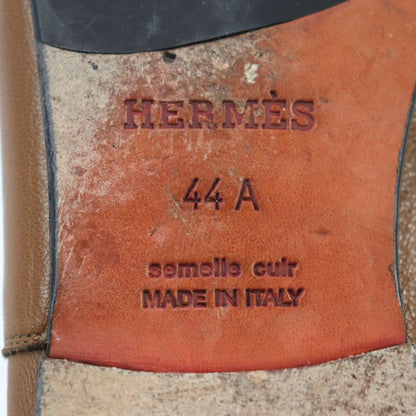 HERMÈS
44 A
semelle cuir
MADE IN ITALY